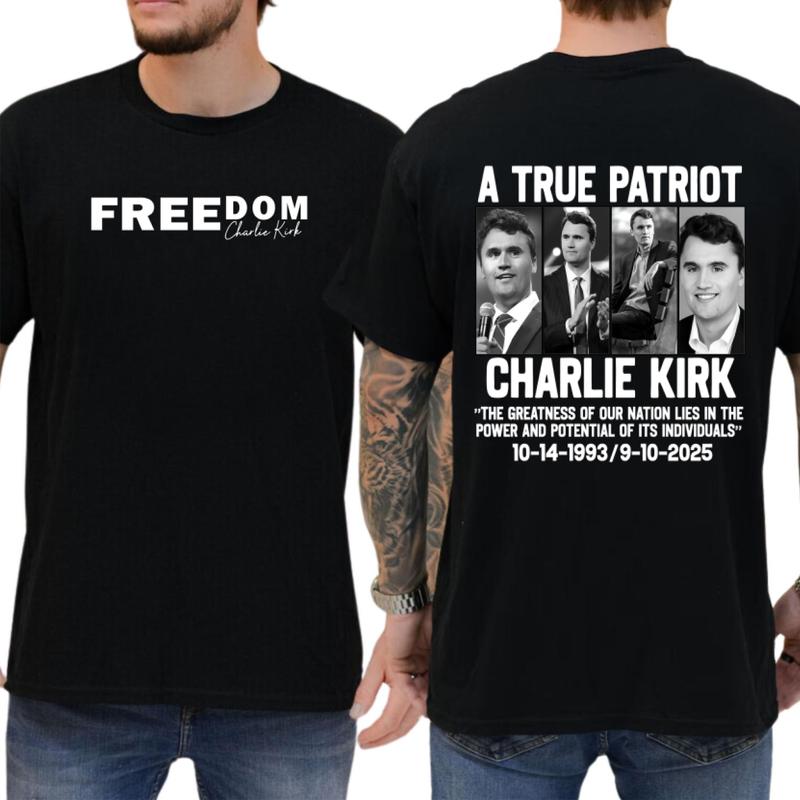 FREEDOM
Charlie Kirk
A TRUE PATRIOT
CHARLIE KIRK
"THE GREATNESS OF OUR NATION LIES IN THE
POWER AND POTENTIAL OF ITS INDIVIDUALS"
10-14-1993/9-10-2025